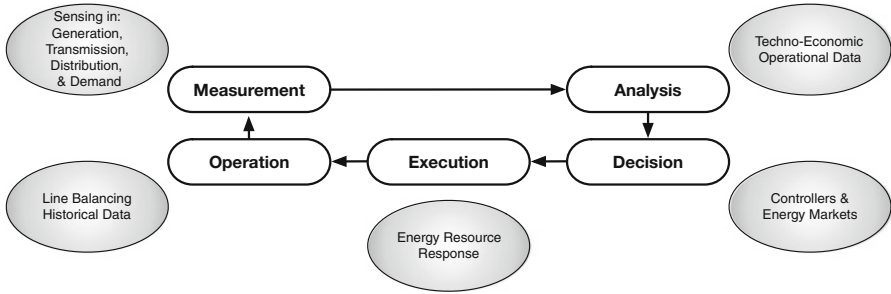 Sensing in:
Generation,
Transmission,
Distribution,
& Demand
Techno-Economic
Operational Data
Measurement
Analysis
Operation
Execution
Decision
Line Balancing
Historical Data
Controllers &
Energy Markets
Energy Resource
Response